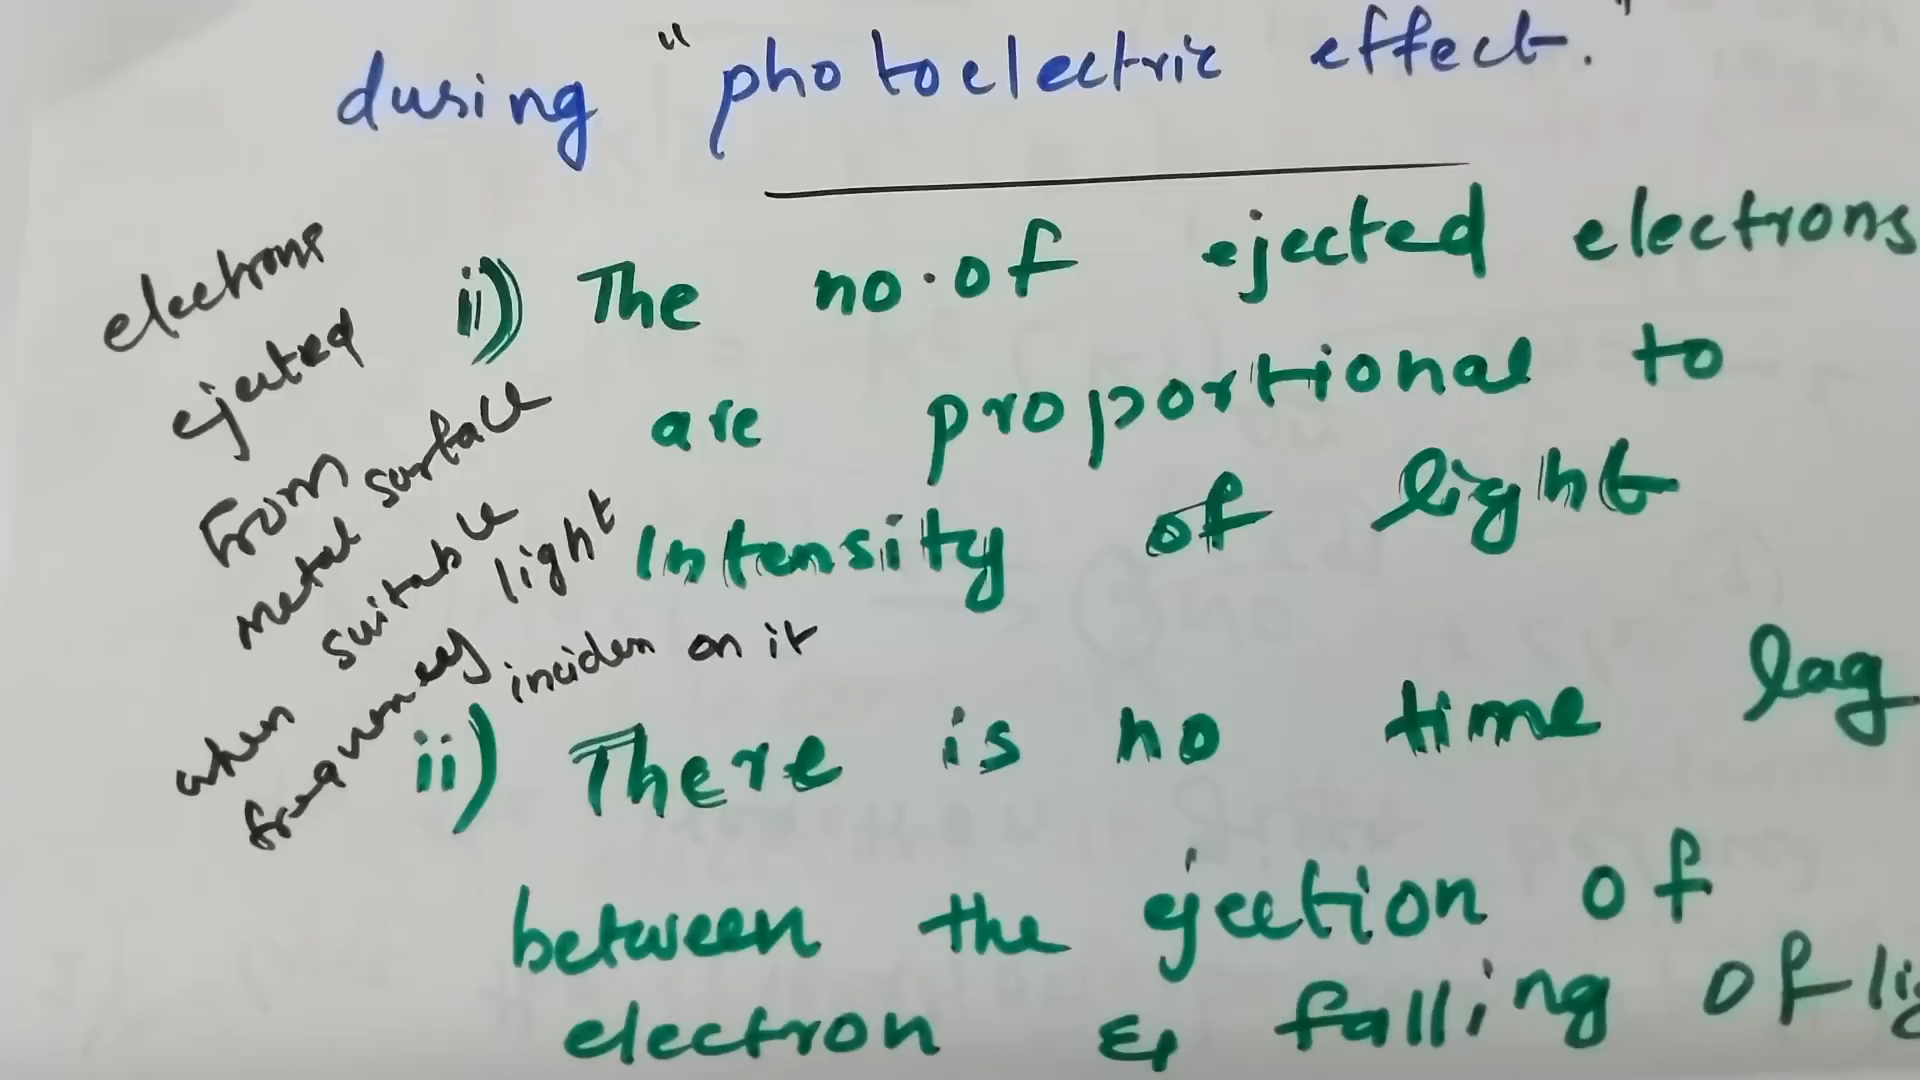 during "photoelectric effect."
electrons
ejected
from
metal surface
when suitable
frequency light
incident on it
i) The no. of ejected electrons
are proportional to
Intensity of light
ii) There is no time lag
between the ejection of
electron & falling of